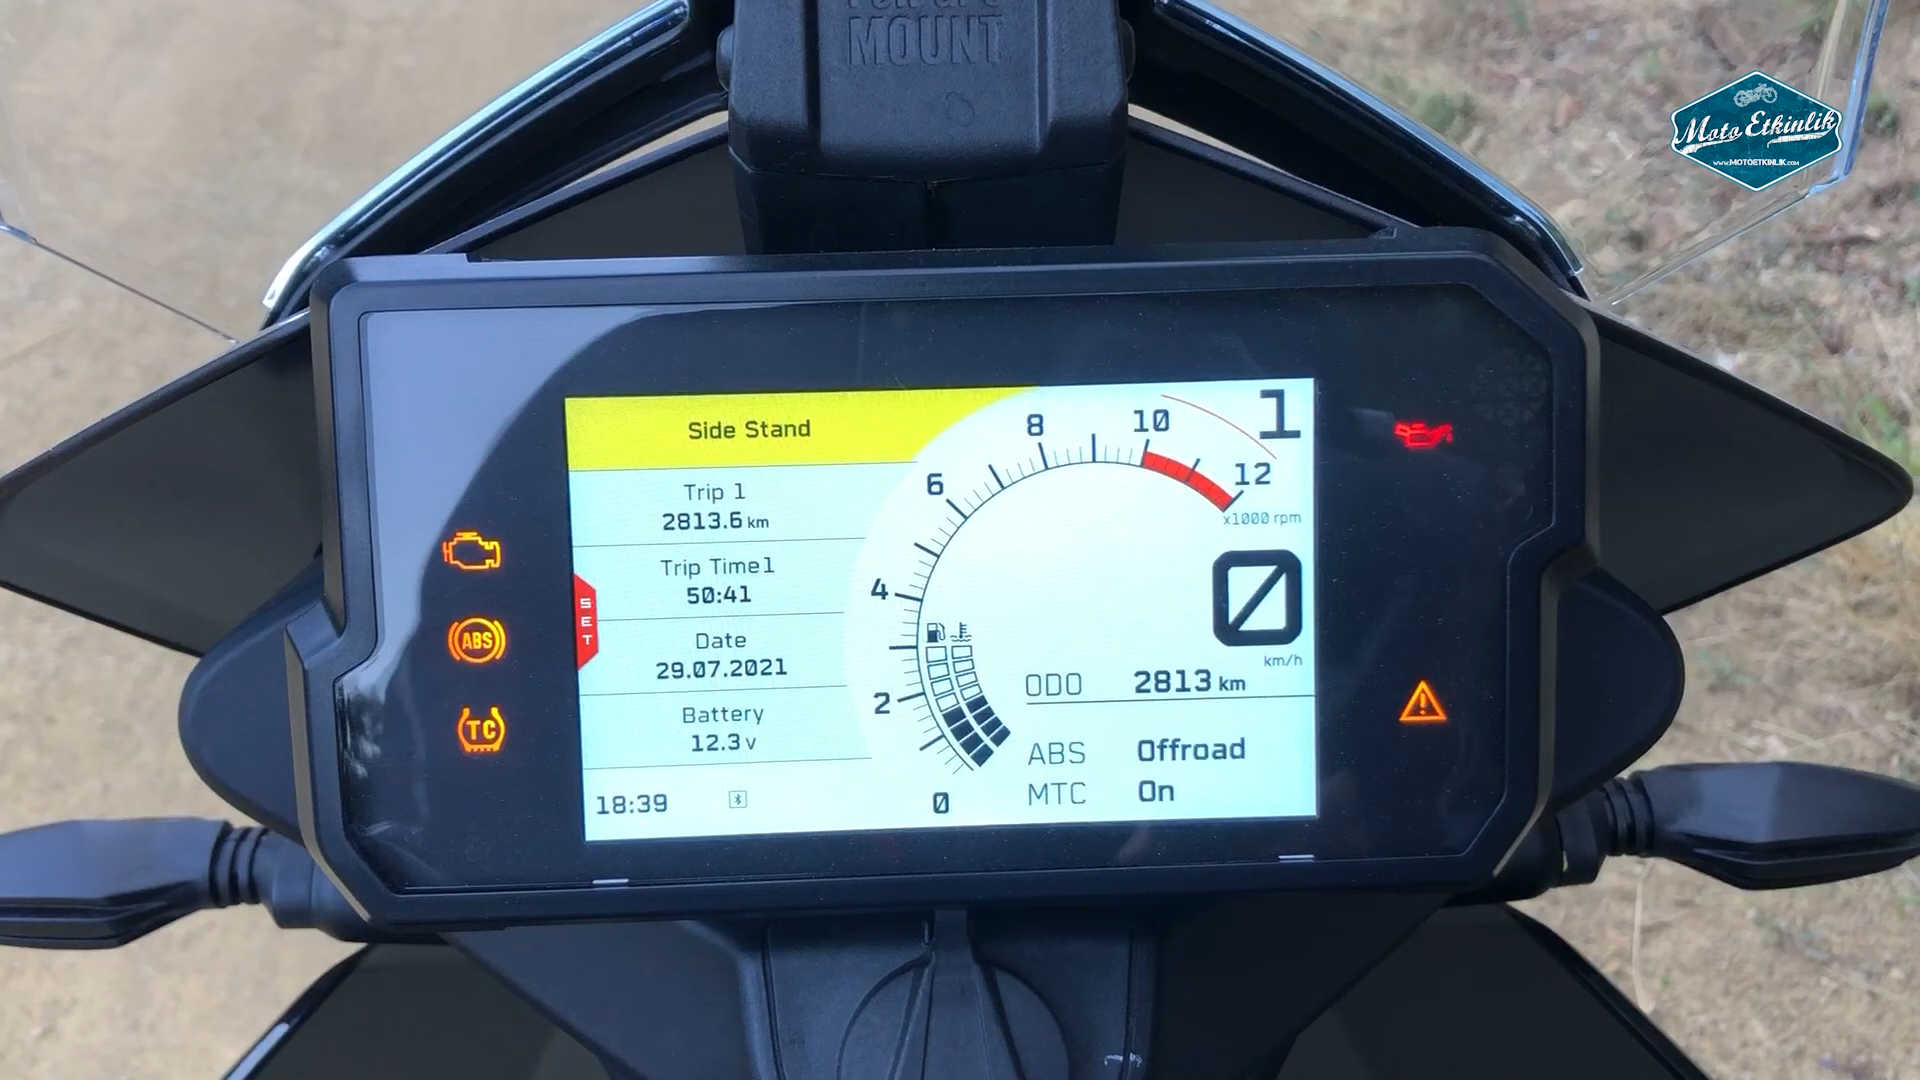 MOUNT
Moto Etkinlik
www.MOTOETKINLIK.com
Side Stand
Trip 1
2813.6 km
Trip Time1
50:41
Date
29.07.2021
Battery
12.3 V
18:39
SET
0
2
4
6
8
10
12
x1000 rpm
1
0
km/h
ODO 2813 km
ABS Offroad
MTC On
ABS
TC